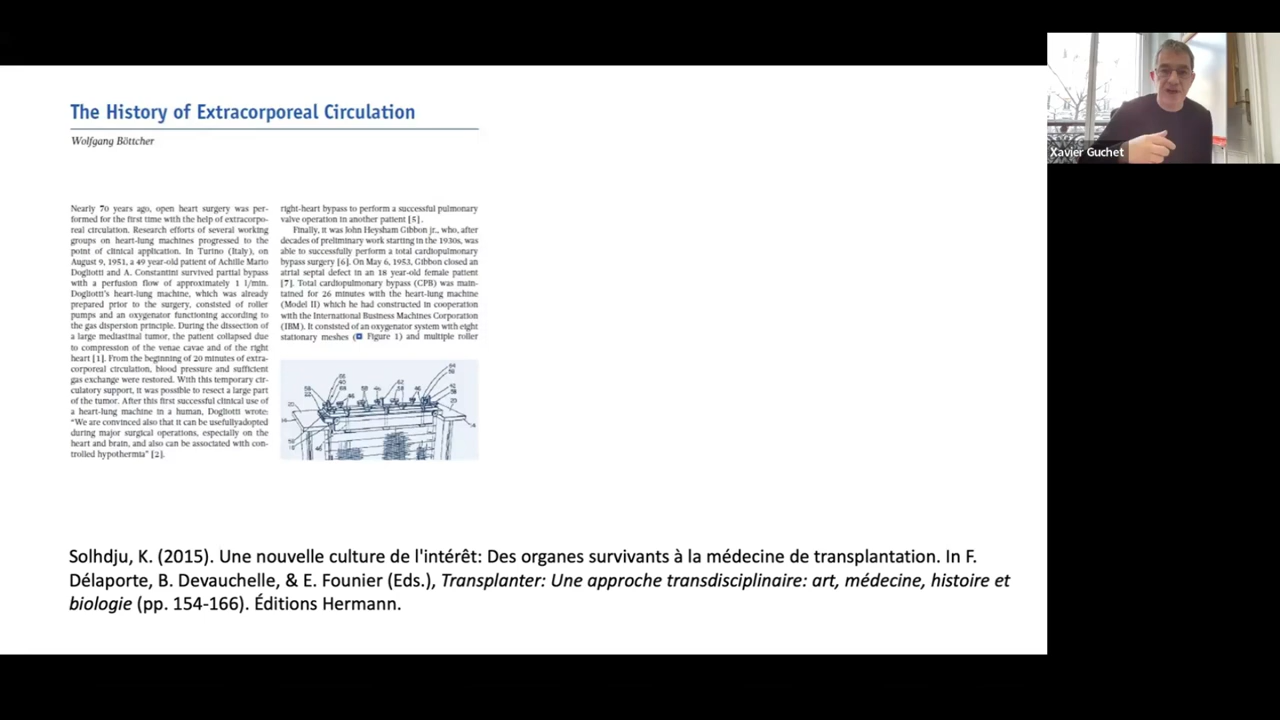 The History of Extracorporeal Circulation
Wolfgang Böttcher
Nearly 70 years ago, open heart surgery was per-
formed for the first time with the help of extracorpo-
real circulation. Research efforts of several working
groups on heart-lung machines progressed to the
point of clinical application. In Turino (Italy), on
August 9, 1951, a 49 year-old patient of Achille Mario
Dogliotti and A. Constantini survived partial bypass
with a perfusion flow of approximately 1 l/min.
Dogliotti's heart-lung machine, which was already
prepared prior to the surgery, consisted of roller
pumps and an oxygenator functioning according to
the gas dispersion principle. During the dissection of
a large mediastinal tumor, the patient collapsed due
to compression of the venae cavae and of the right
heart [1]. From the beginning of 20 minutes of extra-
corporeal circulation, blood pressure and sufficient
gas exchange were restored. With this temporary cir-
culatory support, it was possible to resect a large part
of the tumor. After this first successful clinical use of
a heart-lung machine in a human, Dogliotti wrote:
"We are convinced also that it can be usefullyadopted
during major surgical operations, especially on the
heart and brain, and also can be associated with con-
trolled hypothermia" [2].
right-heart bypass to perform a successful pulmonary
valve operation in another patient [5].
Finally, it was John Heysham Gibbon jr., who, after
decades of preliminary work starting in the 1930s, was
able to successfully perform a total cardiopulmonary
bypass surgery [6]. On May 6, 1953, Gibbon closed an
atrial septal defect in an 18 year-old female patient
[7]. Total cardiopulmonary bypass (CPB) was main-
tained for 26 minutes with the heart-lung machine
(Model II) which he had constructed in cooperation
with the International Business Machines Corporation
(IBM). It consisted of an oxygenator system with eight
stationary meshes (Figure 1) and multiple roller
Solhdju, K. (2015). Une nouvelle culture de l'intérêt: Des organes survivants à la médecine de transplantation. In F.
Délaporte, B. Devauchelle, & E. Founier (Eds.), Transplanter: Une approche transdisciplinaire: art, médecine, histoire et
biologie (pp. 154-166). Éditions Hermann.
Xavier Guchet